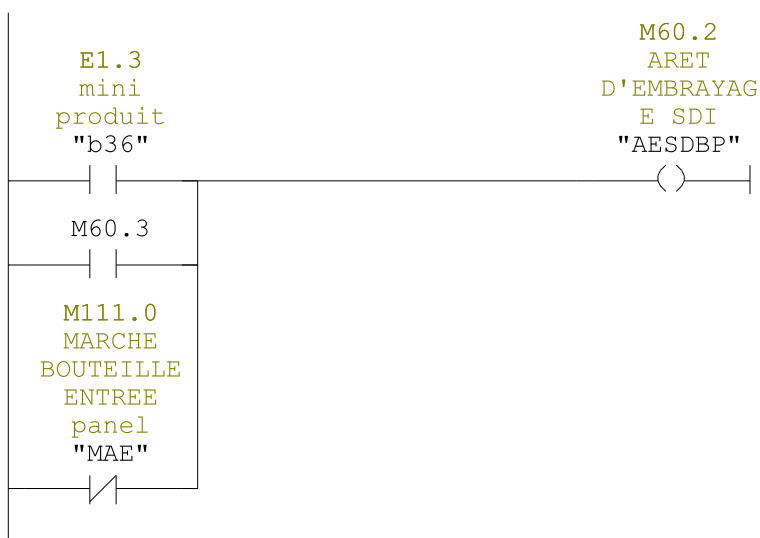 E1.3
mini
produit
"b36"
M60.2
ARET
D'EMBRAYAG
E SDI
"AESDBP"
M60.3
M111.0
MARCHE
BOUTEILLE
ENTREE
panel
"MAE"